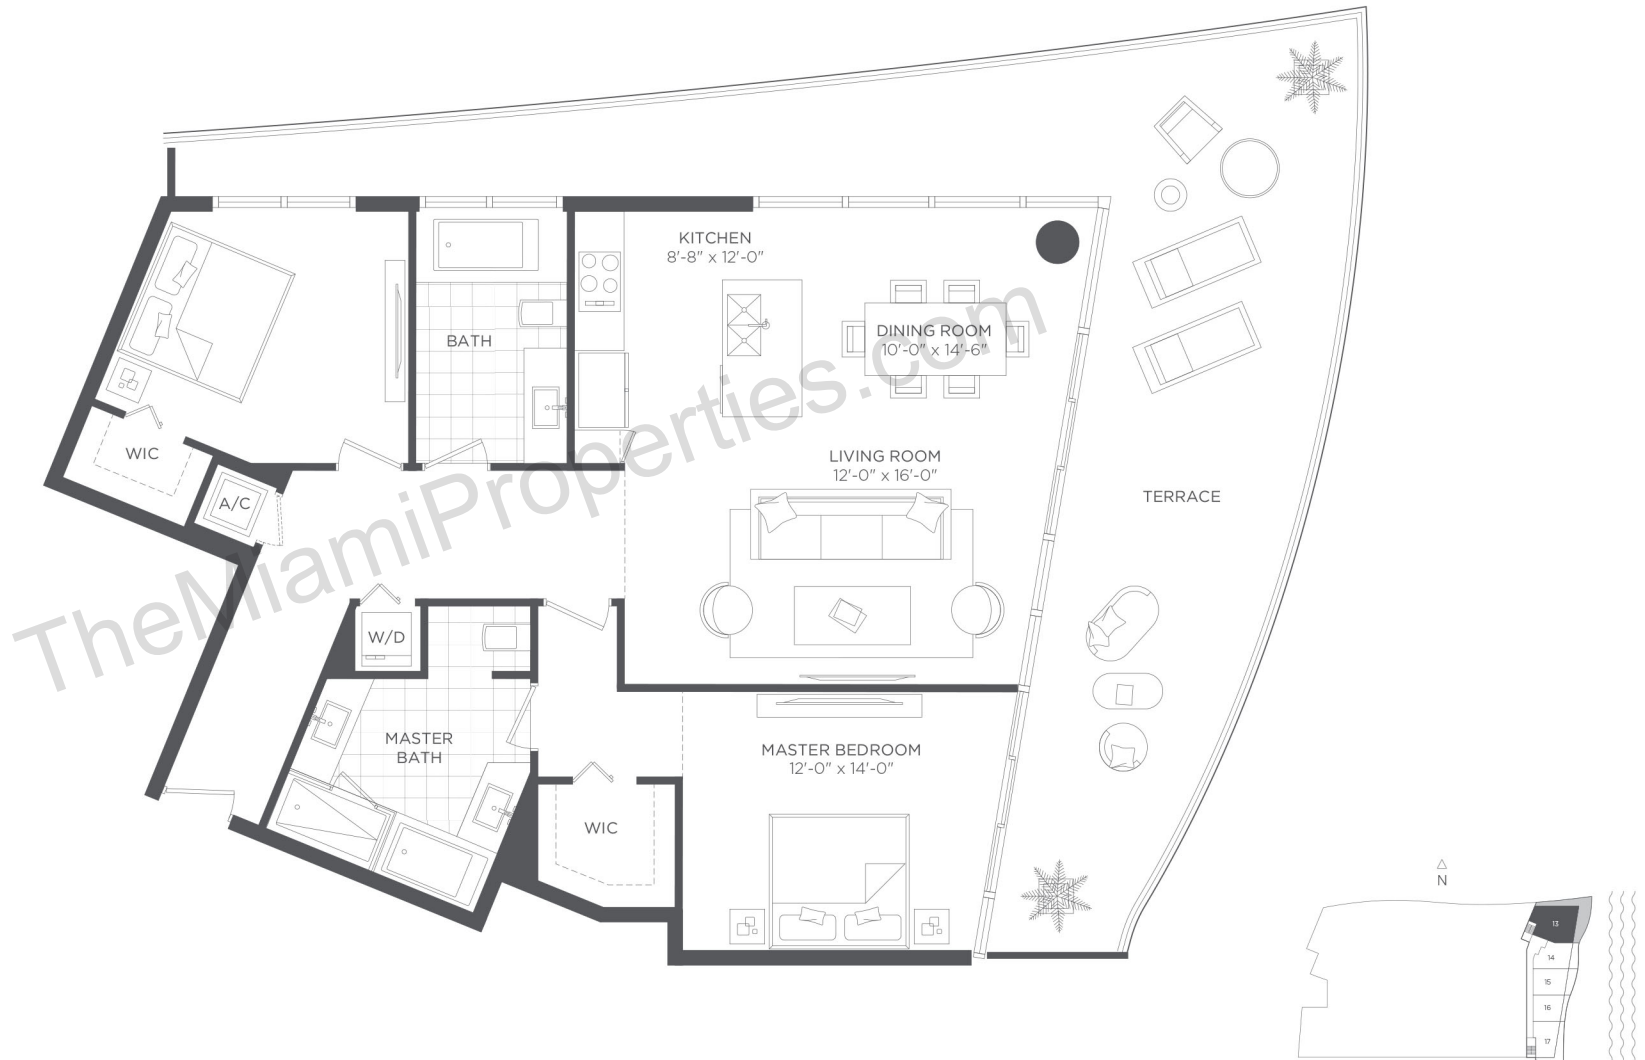 KITCHEN
8'-8" x 12'-0"
DINING ROOM
10'-0" x 14'-6"
BATH
WIC
A/C
LIVING ROOM
12'-0" x 16'-0"
TERRACE
TheMiamiProperties.com
W/D
MASTER
BATH
MASTER BEDROOM
12'-0" x 14'-0"
WIC
N
13
14
15
16
17